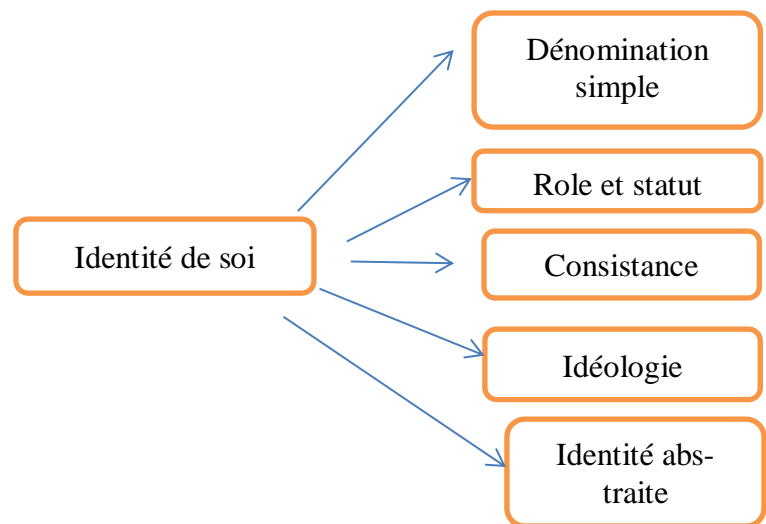 Dénomination
simple
Role et statut
Identité de soi
Consistance
Idéologie
Identité abs-
traite